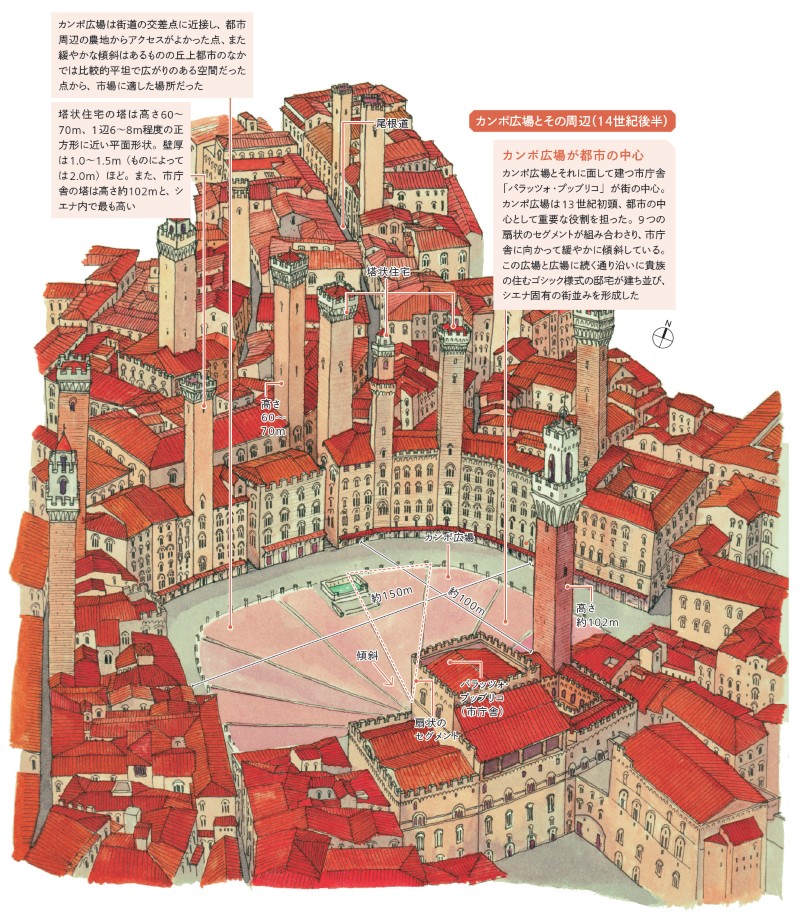 カンポ広場は街道の交差点に近接し、都市
周辺の農地からアクセスがよかった点、また
緩やかな傾斜はあるものの丘上都市のなか
では比較的平坦で広がりのある空間だった
点から、市場に適した場所だった
塔状住宅の塔は高さ60〜
70m、1辺6〜8m程度の正
方形に近い平面形状。壁厚
は1.0〜1.5m（ものによって
は2.0m）ほど。また、市庁
舎の塔は高さ約102mと、シ
エナ内で最も高い
尾根道
カンポ広場とその周辺（14世紀後半）
カンポ広場が都市の中心
カンポ広場とそれに面して建つ市庁舎
「パラッツォ・プッブリコ」が街の中心。
カンポ広場は13世紀初頭、都市の中
心として重要な役割を担った。9つの
扇状のセグメントが組み合わさり、市庁
舎に向かって緩やかに傾斜している。
この広場と広場に続く通り沿いに貴族
の住むゴシック様式の邸宅が建ち並び、
シエナ固有の街並みを形成した
塔状住宅
N
高さ
60〜
70m
カンポ広場
約150m
約100m
高さ
約102m
傾斜
パラッツォ
プッブリコ
（市庁舎）
扇状の
セグメント